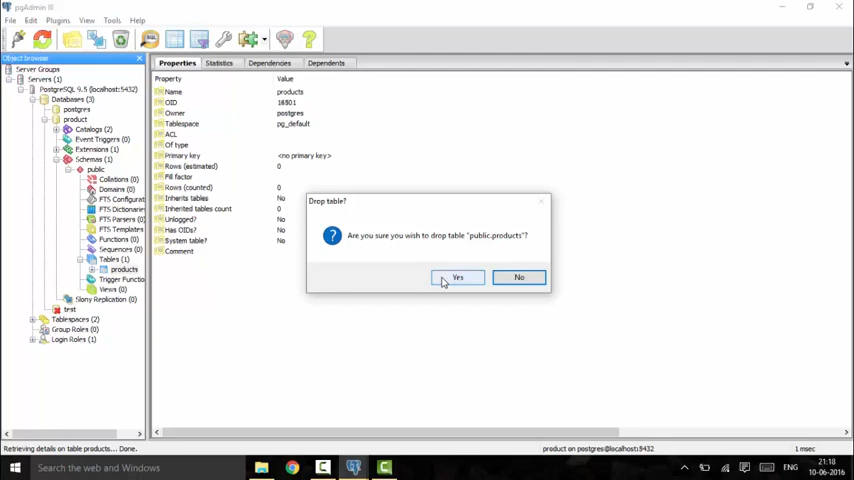 pgAdmin III
File Edit Plugins View Tools Help
Object browser
Server Groups
Servers (1)
PostgreSQL 9.5 (localhost:5432)
Databases (3)
postgres
product
Catalogs (2)
Event Triggers (0)
Extensions (1)
Schemas (1)
public
Collations (0)
Domains (0)
FTS Configurat
FTS Dictionarie
FTS Parsers (0)
FTS Templates
Functions (0)
Sequences (0)
Tables (1)
products
Trigger Functio
Views (0)
Slony Replication (0)
test
Tablespaces (2)
Group Roles (0)
Login Roles (1)
Properties Statistics Dependencies Dependents
Property Value
Name products
OID 16501
Owner postgres
Tablespace pg_default
ACL
Of type
Primary key <no primary key>
Rows (estimated) 0
Fill factor
Rows (counted) 0
Inherits tables No
Inherited tables count 0
Unlogged? No
Has OIDs? No
System table? No
Comment
Drop table?
Are you sure you wish to drop table "public.products"?
Yes No
Retrieving details on table products... Done. product on postgres@localhost:5432 1 msec
Search the web and Windows
ENG
21:18
10-06-2016